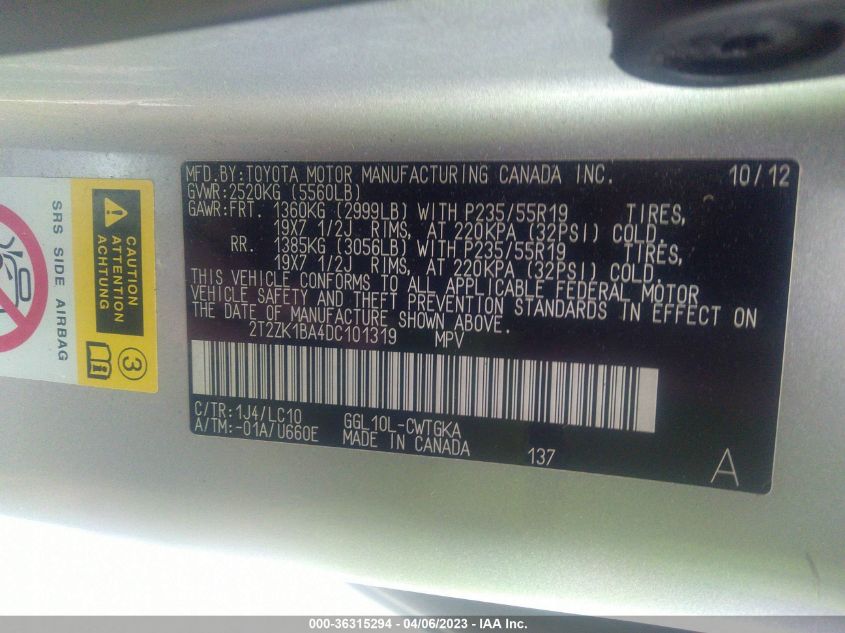 MFD.BY:TOYOTA MOTOR MANUFACTURING CANADA INC. 10/12
GVWR:2520KG (5560LB)
GAWR:FRT. 1360KG (2999LB) WITH P235/55R19 TIRES,
19X7 1/2J RIMS, AT 220KPA (32PSI) COLD.
RR. 1385KG (3056LB) WITH P235/55R19 TIRES,
19X7 1/2J RIMS, AT 220KPA (32PSI) COLD.
THIS VEHICLE CONFORMS TO ALL APPLICABLE FEDERAL MOTOR
VEHICLE SAFETY AND THEFT PREVENTION STANDARDS IN EFFECT ON
THE DATE OF MANUFACTURE SHOWN ABOVE.
2T2ZK1BA4DC101319 MPV
C/TR:1J4/LC10 GGL10L-CWTGKA
A/TM:-01A/U660E MADE IN CANADA
137
A
SRS SIDE AIRBAG
CAUTION
ATTENTION
ACHTUNG
3
000-36315294 - 04/06/2023 - IAA Inc.